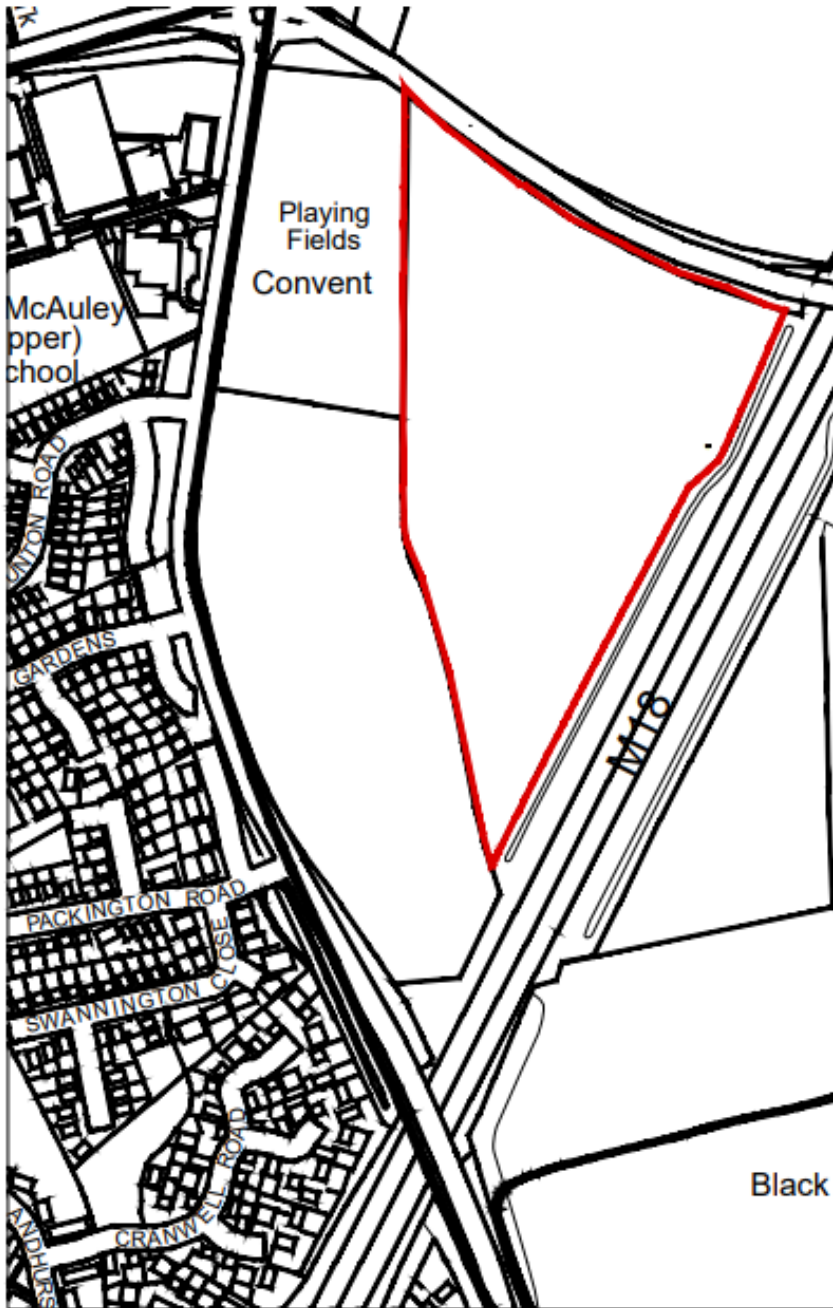 Playing
Fields
Convent
McAuley
pper)
chool
UNTON ROAD
GARDENS
M18
PACKINGTON ROAD
SWANNINGTON CLOSE
CRANWELL ROAD
Black
ANDHURS